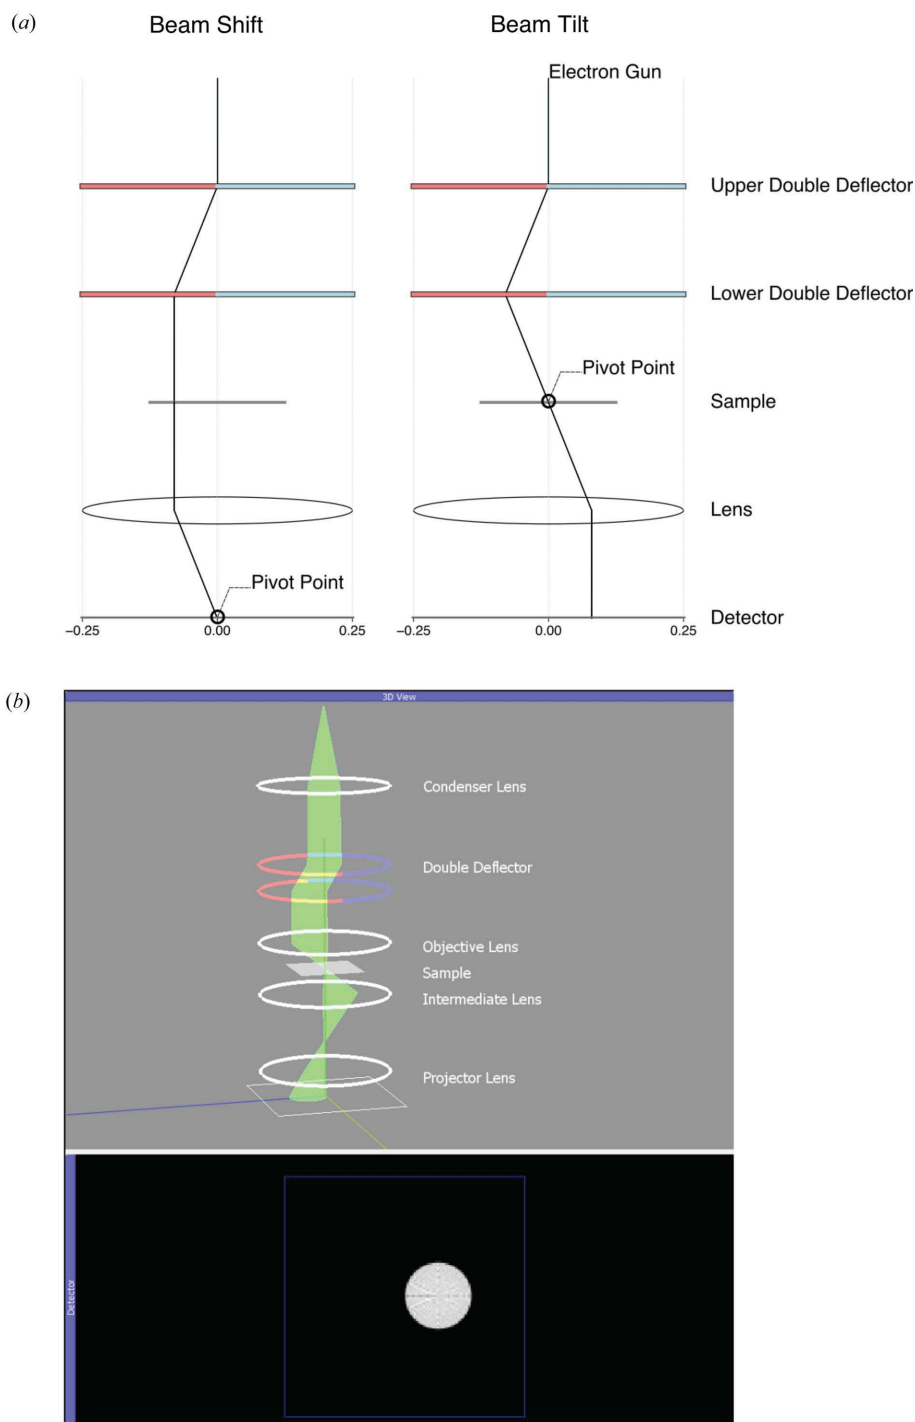 (a)
Beam Shift
Beam Tilt
Electron Gun
Upper Double Deflector
Lower Double Deflector
Pivot Point
Sample
Lens
Pivot Point
Detector
−0.25 0.00 0.25
−0.25 0.00 0.25
(b)
3D View
Condenser Lens
Double Deflector
Objective Lens
Sample
Intermediate Lens
Projector Lens
Detector